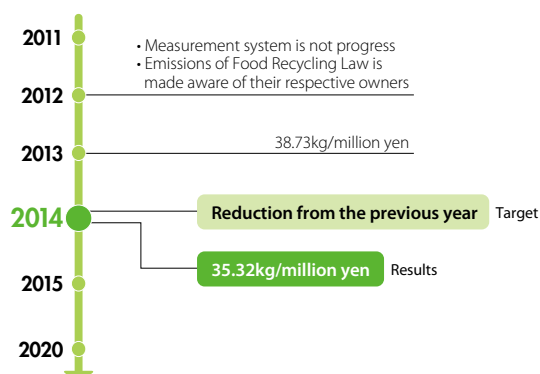 2011
• Measurement system is not progress
• Emissions of Food Recycling Law is
made aware of their respective owners
2012
38.73kg/million yen
2013
2014
Reduction from the previous year Target
35.32kg/million yen Results
2015
2020